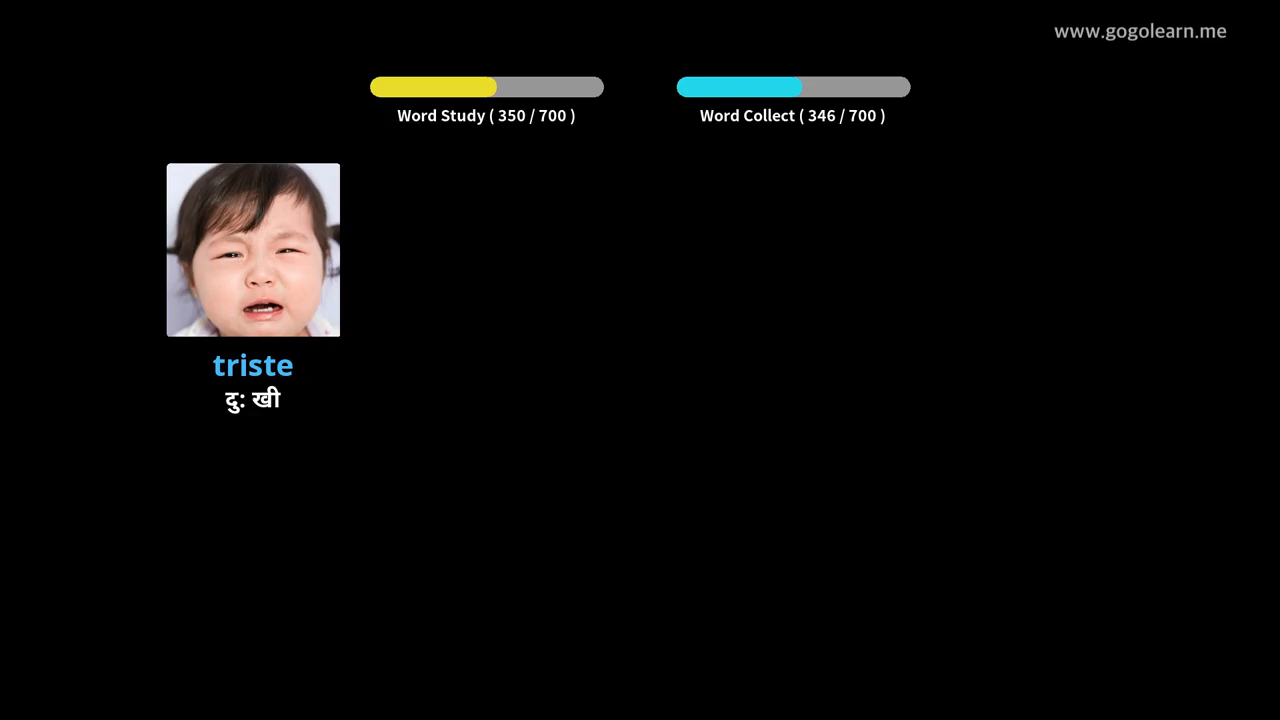 www.gogolearn.me
Word Study ( 350 / 700 )
Word Collect ( 346 / 700 )
triste
दु: खी